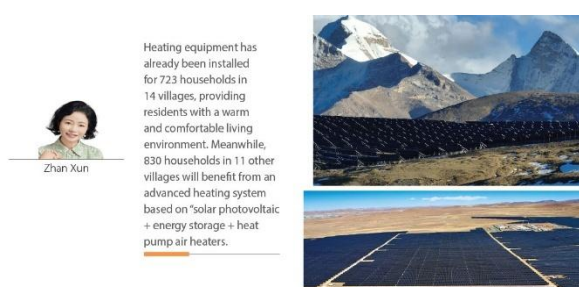 Heating equipment has
already been installed
for 723 households in
14 villages, providing
residents with a warm
and comfortable living
environment. Meanwhile,
830 households in 11 other
villages will benefit from an
advanced heating system
based on "solar photovoltaic
+ energy storage + heat
pump air heaters.
Zhan Xun